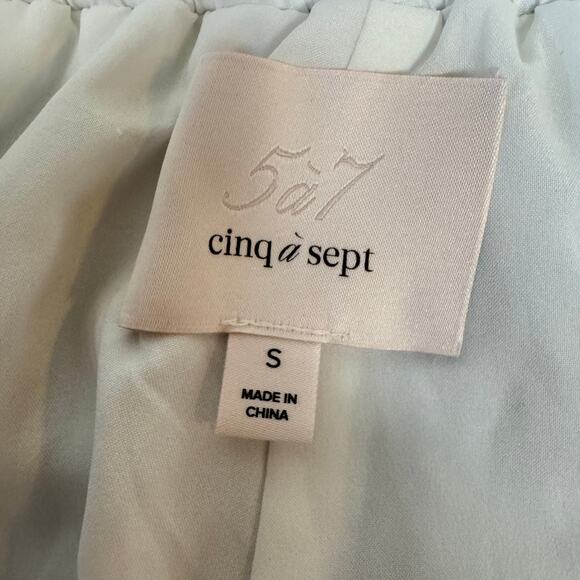 5à7
cinq à sept
S
MADE IN
CHINA